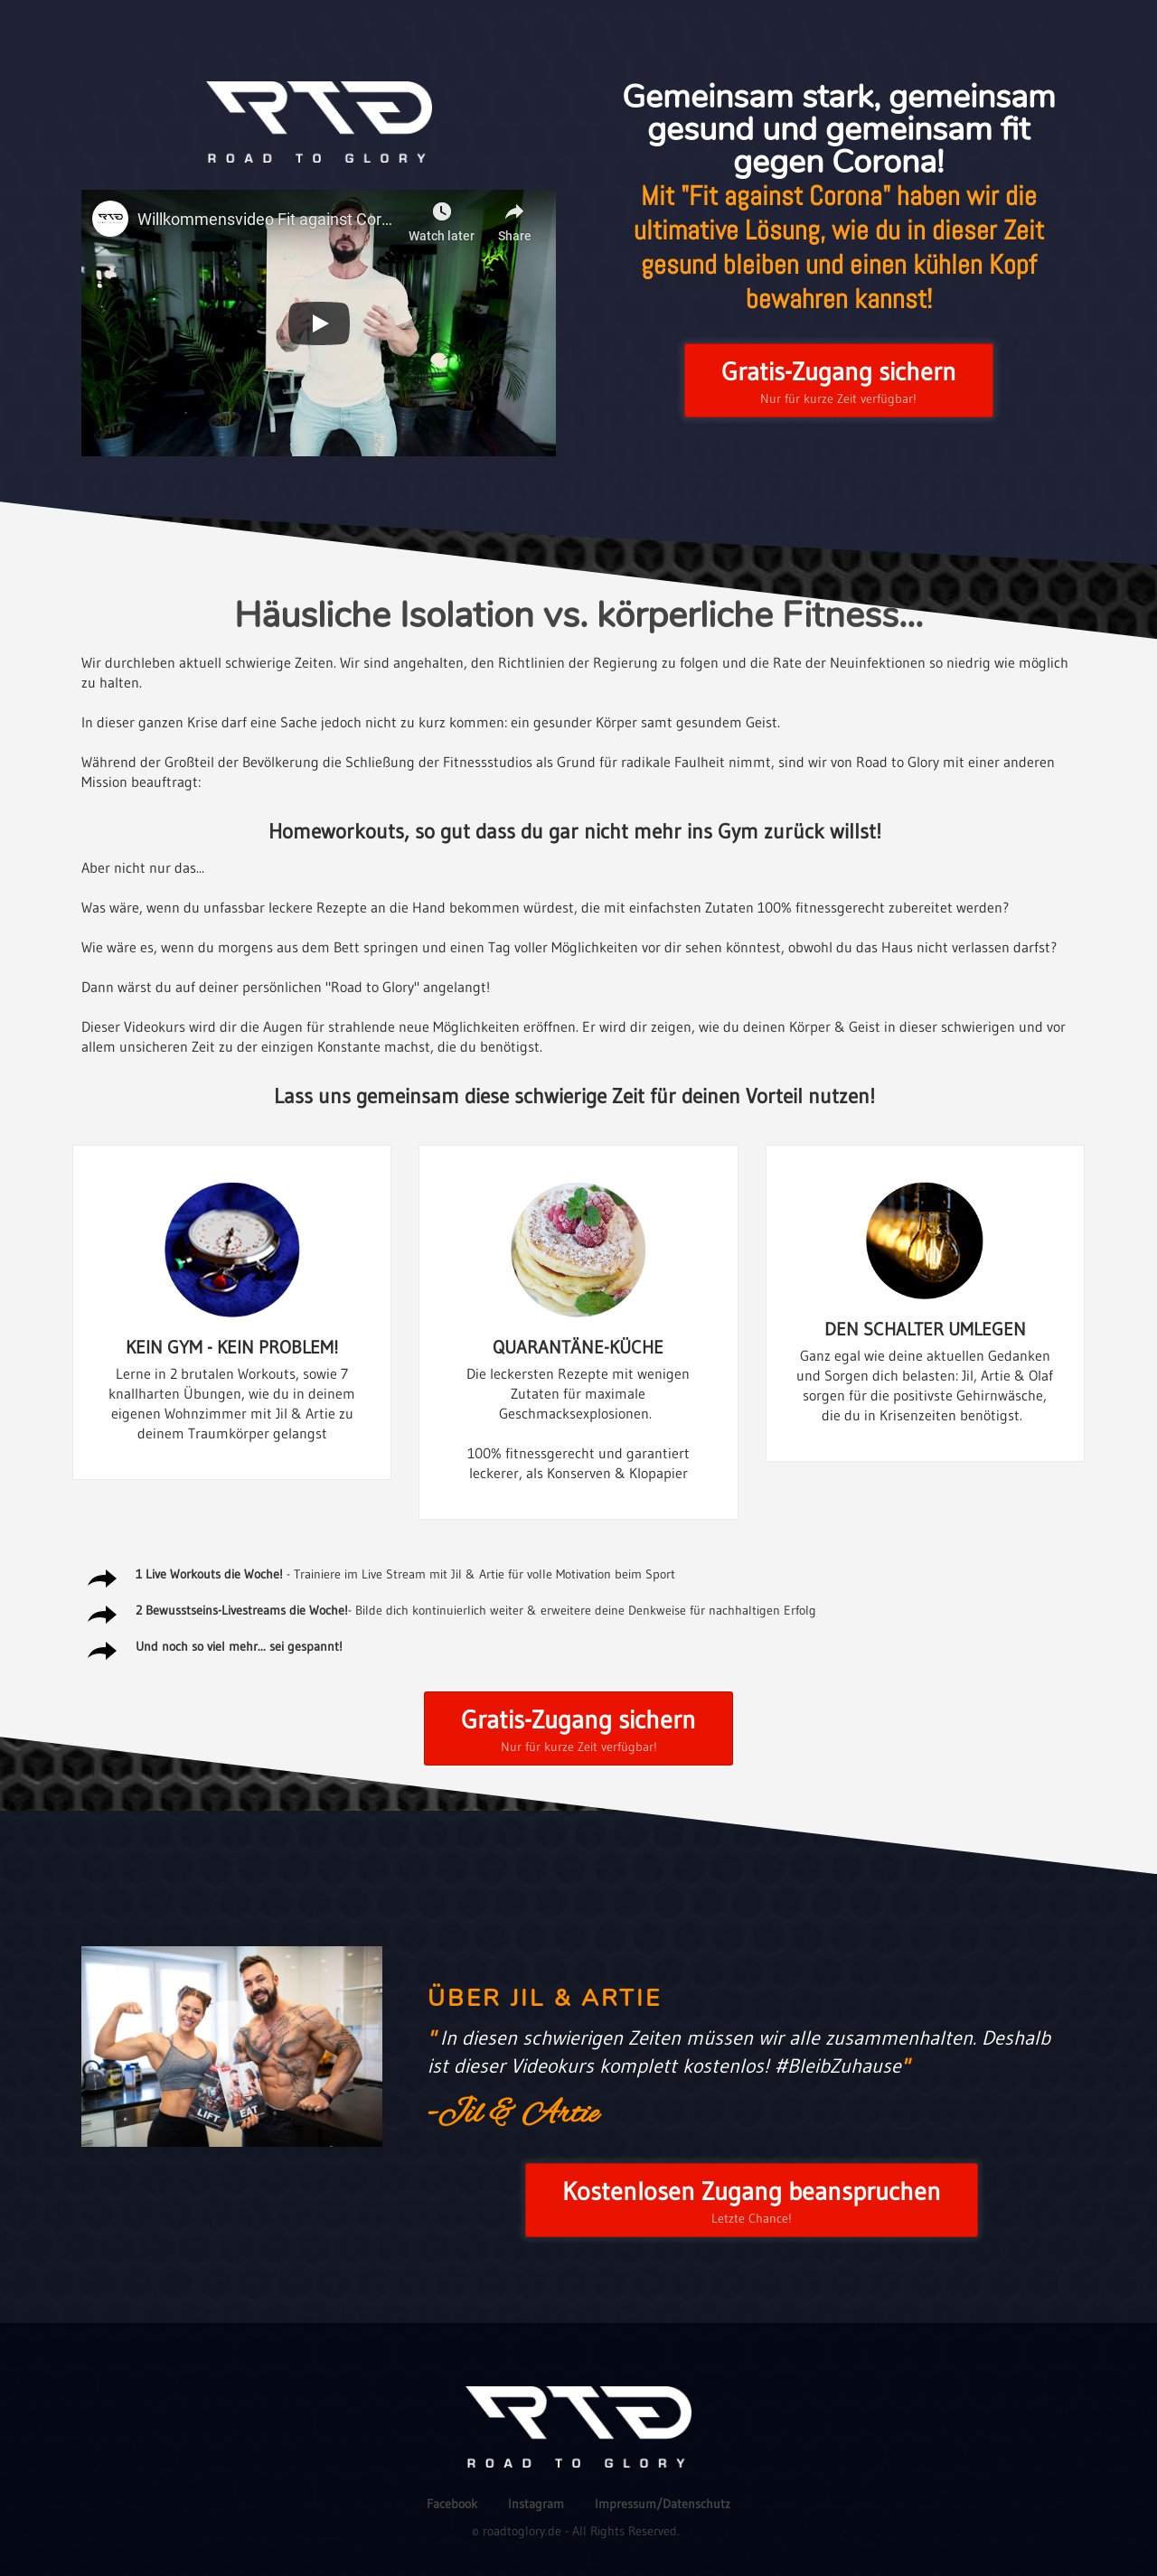 RTG
ROAD TO GLORY
Willkommensvideo Fit against Cor...
Watch later
Share
Gemeinsam stark, gemeinsam
gesund und gemeinsam fit
gegen Corona!
Mit "Fit against Corona" haben wir die
ultimative Lösung, wie du in dieser Zeit
gesund bleiben und einen kühlen Kopf
bewahren kannst!
Gratis-Zugang sichern
Nur für kurze Zeit verfügbar!
Häusliche Isolation vs. körperliche Fitness...
Wir durchleben aktuell schwierige Zeiten. Wir sind angehalten, den Richtlinien der Regierung zu folgen und die Rate der Neuinfektionen so niedrig wie möglich
zu halten.
In dieser ganzen Krise darf eine Sache jedoch nicht zu kurz kommen: ein gesunder Körper samt gesundem Geist.
Während der Großteil der Bevölkerung die Schließung der Fitnessstudios als Grund für radikale Faulheit nimmt, sind wir von Road to Glory mit einer anderen
Mission beauftragt:
Homeworkouts, so gut dass du gar nicht mehr ins Gym zurück willst!
Aber nicht nur das...
Was wäre, wenn du unfassbar leckere Rezepte an die Hand bekommen würdest, die mit einfachsten Zutaten 100% fitnessgerecht zubereitet werden?
Wie wäre es, wenn du morgens aus dem Bett springen und einen Tag voller Möglichkeiten vor dir sehen könntest, obwohl du das Haus nicht verlassen darfst?
Dann wärst du auf deiner persönlichen "Road to Glory" angelangt!
Dieser Videokurs wird dir die Augen für strahlende neue Möglichkeiten eröffnen. Er wird dir zeigen, wie du deinen Körper & Geist in dieser schwierigen und vor
allem unsicheren Zeit zu der einzigen Konstante machst, die du benötigst.
Lass uns gemeinsam diese schwierige Zeit für deinen Vorteil nutzen!
KEIN GYM - KEIN PROBLEM!
Lerne in 2 brutalen Workouts, sowie 7
knallharten Übungen, wie du in deinem
eigenen Wohnzimmer mit Jil & Artie zu
deinem Traumkörper gelangst
QUARANTÄNE-KÜCHE
Die leckersten Rezepte mit wenigen
Zutaten für maximale
Geschmacksexplosionen.
100% fitnessgerecht und garantiert
leckerer, als Konserven & Klopapier
DEN SCHALTER UMLEGEN
Ganz egal wie deine aktuellen Gedanken
und Sorgen dich belasten: Jil, Artie & Olaf
sorgen für die positivste Gehirnwäsche,
die du in Krisenzeiten benötigst.
1 Live Workouts die Woche! - Trainiere im Live Stream mit Jil & Artie für volle Motivation beim Sport
2 Bewusstseins-Livestreams die Woche!- Bilde dich kontinuierlich weiter & erweitere deine Denkweise für nachhaltigen Erfolg
Und noch so viel mehr... sei gespannt!
Gratis-Zugang sichern
Nur für kurze Zeit verfügbar!
LIFT
EAT
ÜBER JIL & ARTIE
"In diesen schwierigen Zeiten müssen wir alle zusammenhalten. Deshalb
ist dieser Videokurs komplett kostenlos! #BleibZuhause"
-Jil & Artie
Kostenlosen Zugang beanspruchen
Letzte Chance!
RTG
ROAD TO GLORY
Facebook
Instagram
Impressum/Datenschutz
© roadtoglory.de - All Rights Reserved.